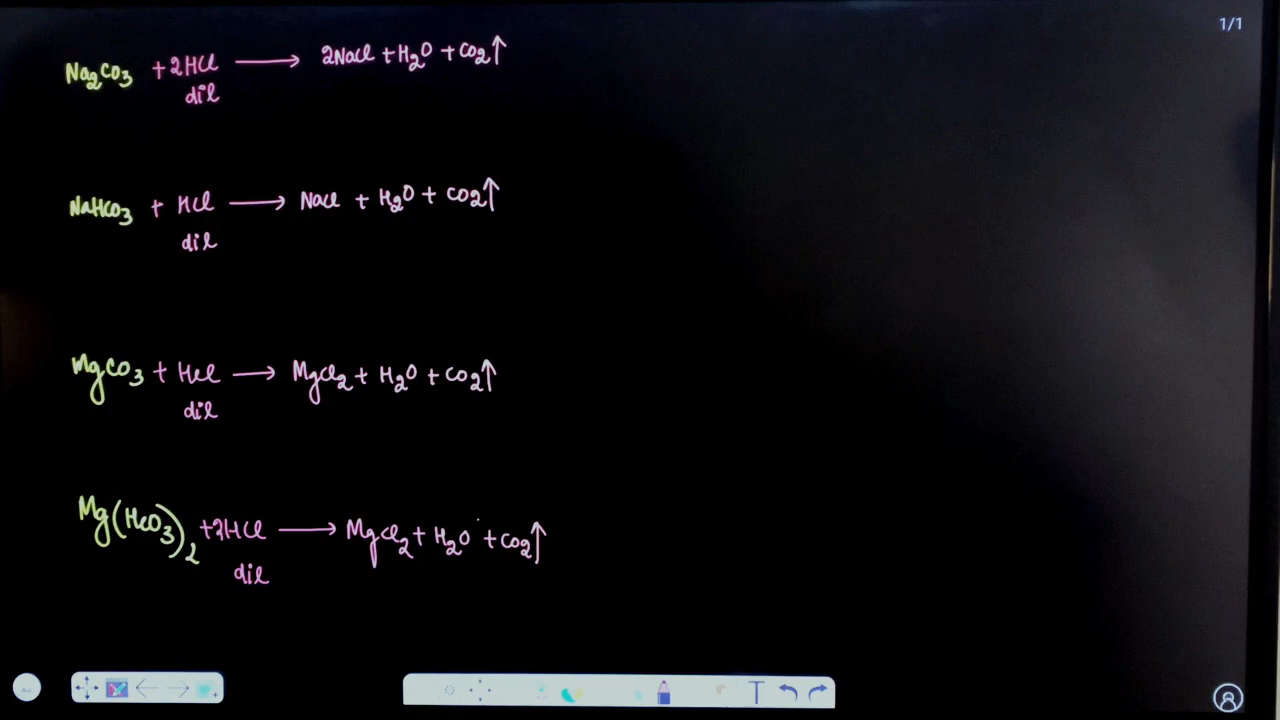 1/1
Na2CO3 + 2HCl ⟶ 2NaCl + H2O + CO2↑
dil
NaHCO3 + HCl ⟶ NaCl + H2O + CO2↑
dil
MgCO3 + HCl ⟶ MgCl2 + H2O + CO2↑
dil
Mg(HCO3)2 + 2HCl ⟶ MgCl2 + H2O + CO2↑
dil
T